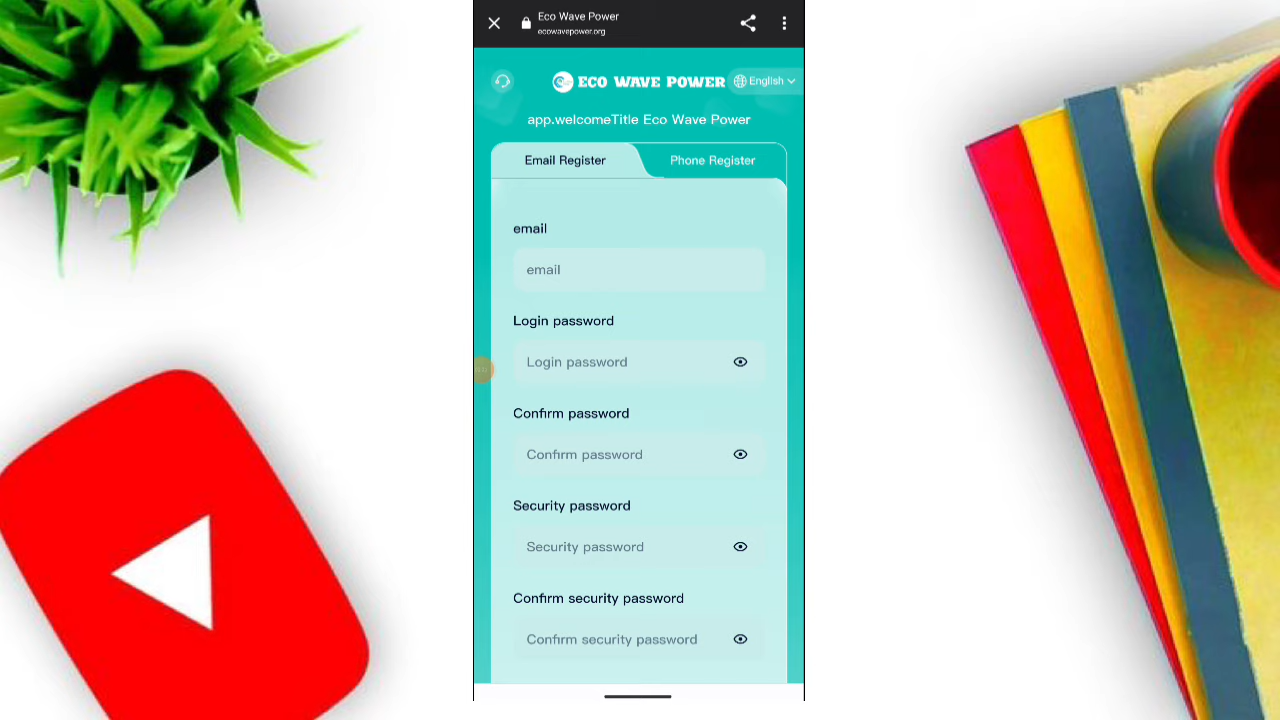 Eco Wave Power
ecowavepower.org
ECO WAVE POWER
English
app.welcomeTitle Eco Wave Power
Email Register
Phone Register
email
email
Login password
Login password
Confirm password
Confirm password
Security password
Security password
Confirm security password
Confirm security password